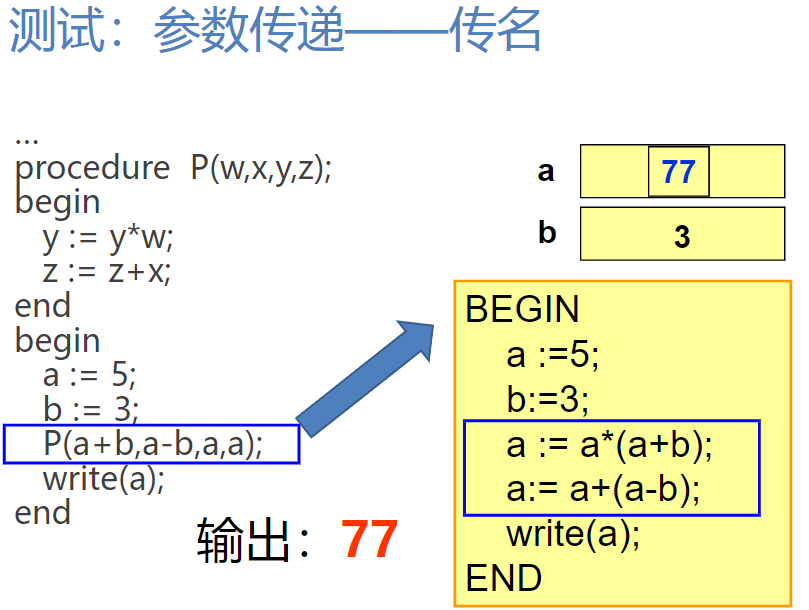 测试：参数传递——传名
...
procedure P(w,x,y,z);
begin
y := y*w;
z := z+x;
end
begin
a := 5;
b := 3;
P(a+b,a-b,a,a);
write(a);
end
输出：77
a 77
b 3
BEGIN
a :=5;
b:=3;
a := a*(a+b);
a:= a+(a-b);
write(a);
END